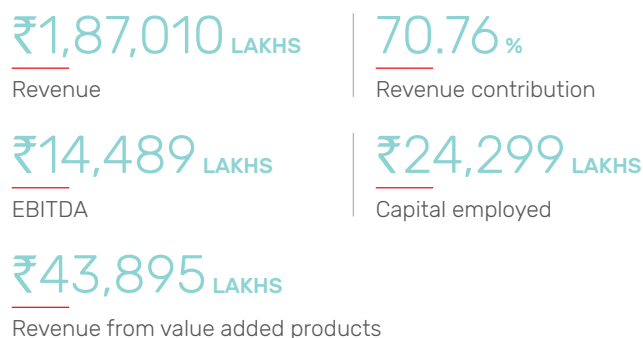 ₹1,87,010 LAKHS
Revenue
70.76 %
Revenue contribution
₹14,489 LAKHS
EBITDA
₹24,299 LAKHS
Capital employed
₹43,895 LAKHS
Revenue from value added products